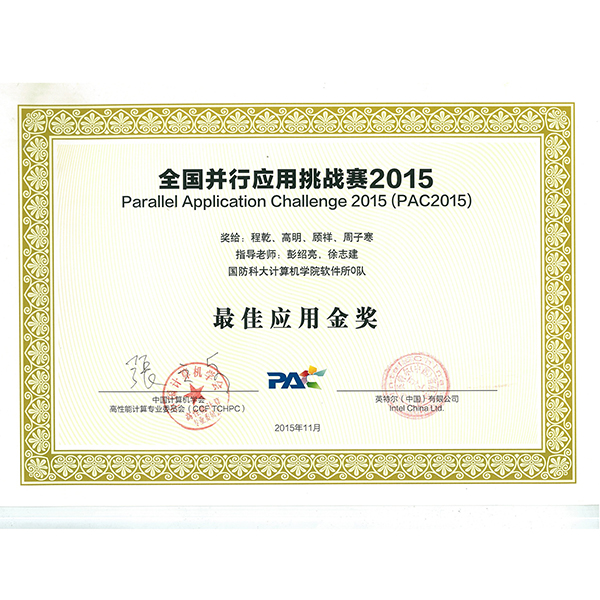 全国并行应用挑战赛2015
Parallel Application Challenge 2015 (PAC2015)
奖给：程乾、高明、顾祥、周子寒
指导老师：彭绍亮、徐志建
国防科大计算机学院软件所0队
最佳应用金奖
PAC
中国计算机学会
高性能计算专业委员会（CCF TCHPC）
英特尔（中国）有限公司
Intel China Ltd.
2015年11月